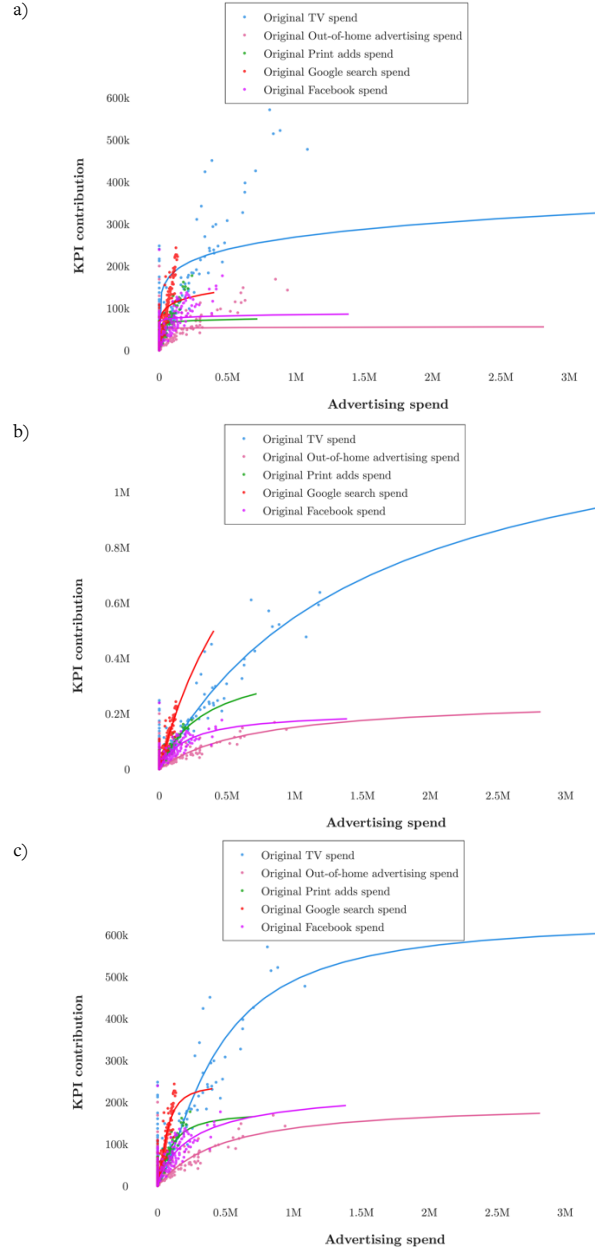 a)
Original TV spend
Original Out-of-home advertising spend
Original Print adds spend
Original Google search spend
Original Facebook spend
600k
500k
400k
300k
200k
100k
0
KPI contribution
0
0.5M
1M
1.5M
2M
2.5M
3M
Advertising spend
b)
Original TV spend
Original Out-of-home advertising spend
Original Print adds spend
Original Google search spend
Original Facebook spend
1M
0.8M
0.6M
0.4M
0.2M
0
KPI contribution
0
0.5M
1M
1.5M
2M
2.5M
3M
Advertising spend
c)
Original TV spend
Original Out-of-home advertising spend
Original Print adds spend
Original Google search spend
Original Facebook spend
600k
500k
400k
300k
200k
100k
0
KPI contribution
0
0.5M
1M
1.5M
2M
2.5M
3M
Advertising spend